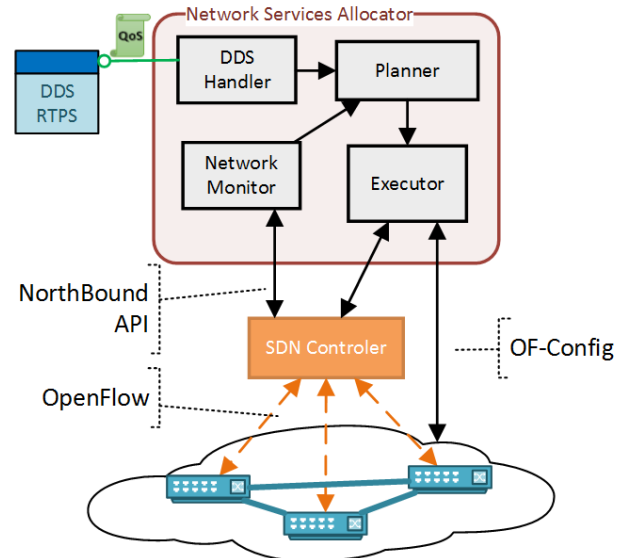 Network Services Allocator
QoS
DDS
RTPS
DDS
Handler
Planner
Network
Monitor
Executor
NorthBound
API
SDN Controler
OF-Config
OpenFlow